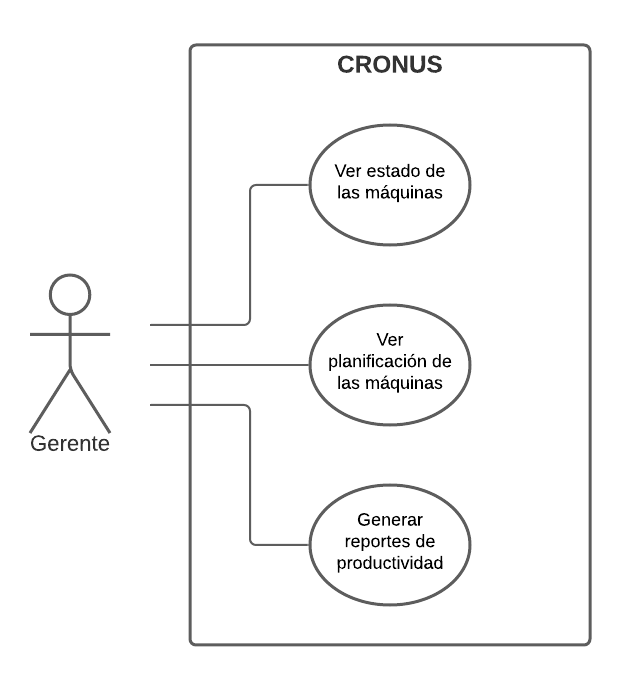 CRONUS
Ver estado de
las máquinas
Ver
planificación de
las máquinas
Gerente
Generar
reportes de
productividad